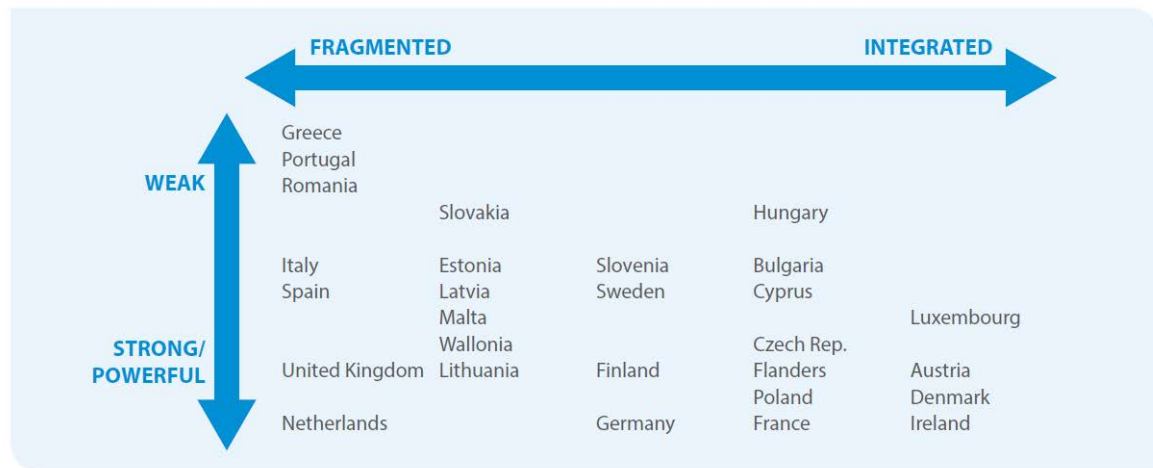 FRAGMENTED INTEGRATED
Greece
Portugal
WEAK Romania
Slovakia Hungary
Italy Estonia Slovenia Bulgaria
Spain Latvia Sweden Cyprus
Malta Luxembourg
STRONG/ Wallonia Czech Rep.
POWERFUL United Kingdom Lithuania Finland Flanders Austria
Poland Denmark
Netherlands Germany France Ireland